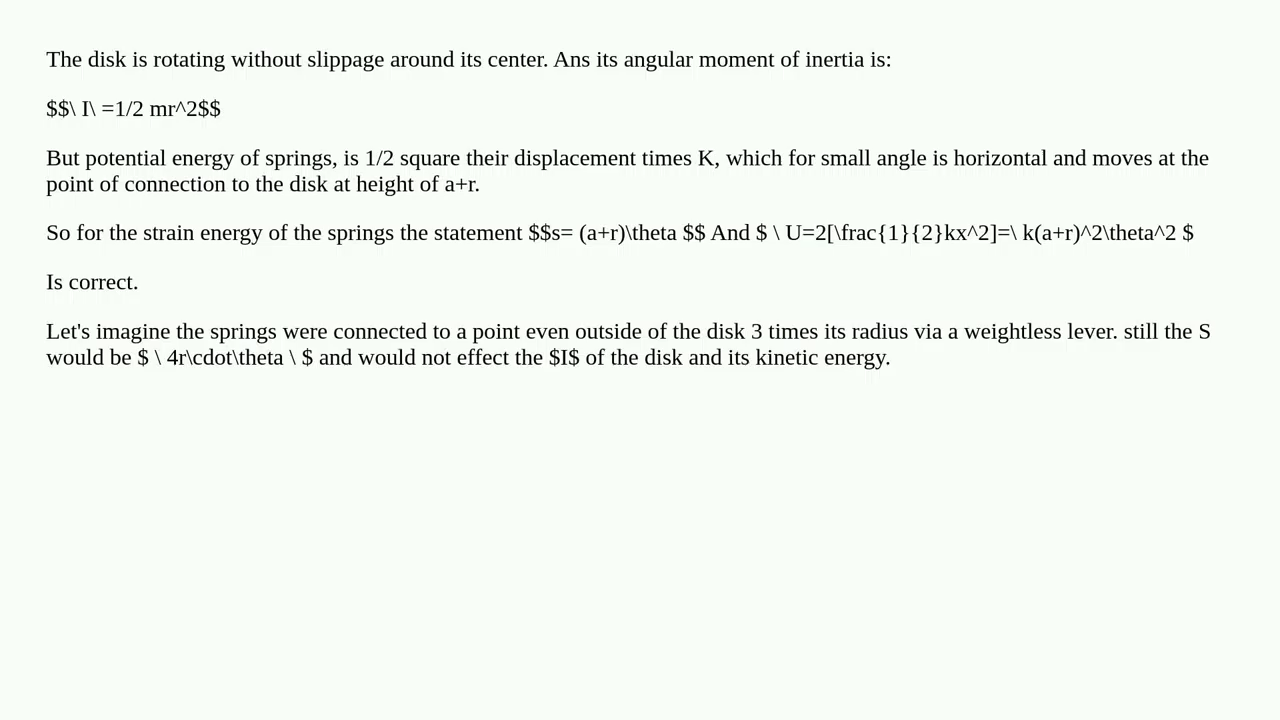 The disk is rotating without slippage around its center. Ans its angular moment of inertia is:
$$\ I\ =1/2 mr^2$$
But potential energy of springs, is 1/2 square their displacement times K, which for small angle is horizontal and moves at the
point of connection to the disk at height of a+r.
So for the strain energy of the springs the statement $$s= (a+r)\theta $$ And $ \ U=2[\frac{1}{2}kx^2]=\ k(a+r)^2\theta^2 $
Is correct.
Let's imagine the springs were connected to a point even outside of the disk 3 times its radius via a weightless lever. still the S
would be $ \ 4r\cdot\theta \ $ and would not effect the $I$ of the disk and its kinetic energy.